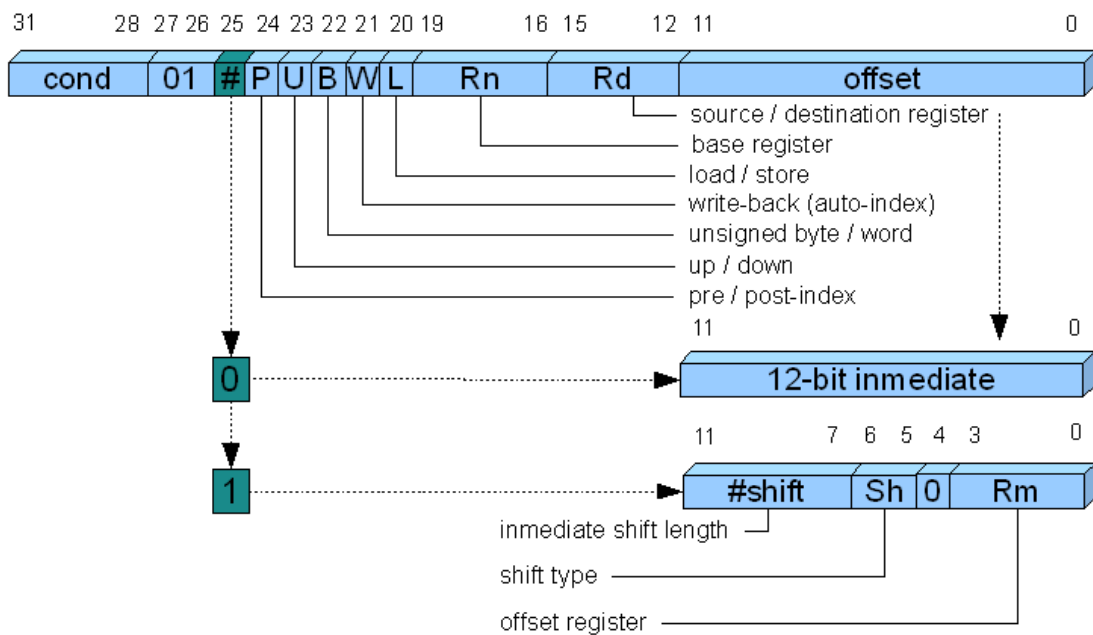 31 28 27 26 25 24 23 22 21 20 19 16 15 12 11 0
cond 01 # P U B W L Rn Rd offset
source / destination register
base register
load / store
write-back (auto-index)
unsigned byte / word
up / down
pre / post-index
11 0
0 12-bit inmediate
11 7 6 5 4 3 0
1 #shift Sh 0 Rm
inmediate shift length
shift type
offset register